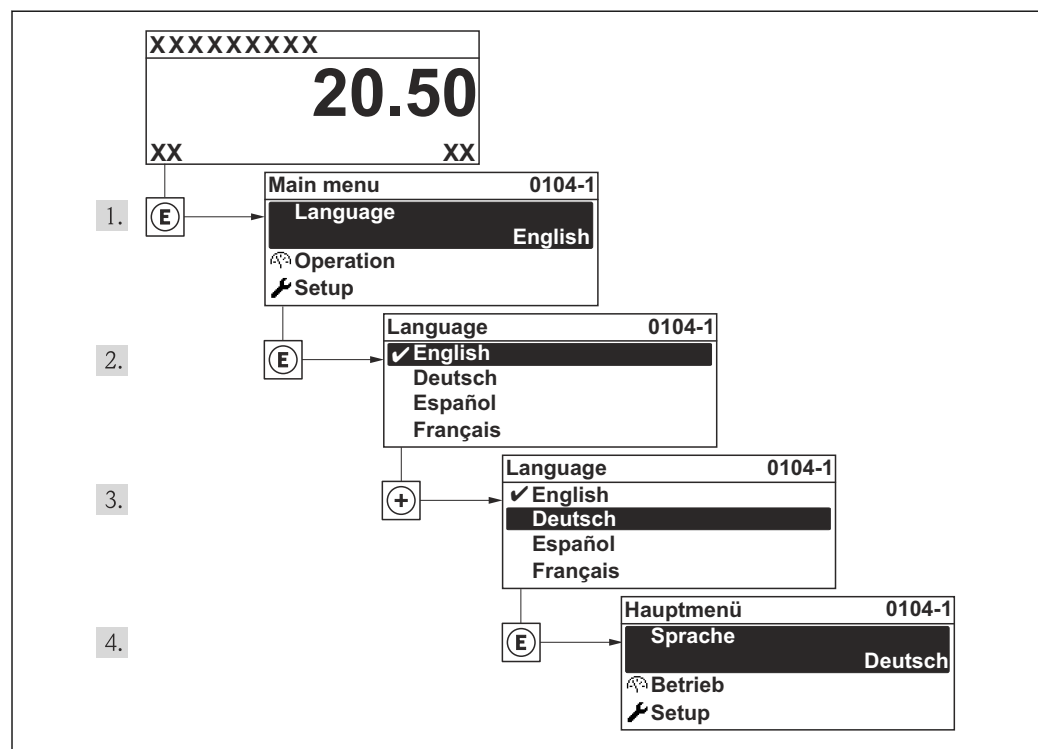 XXXXXXXXX
20.50
XX XX
1. E
Main menu 0104-1
Language
English
Operation
Setup
2. E
Language 0104-1
✔English
Deutsch
Español
Français
3. +
Language 0104-1
✔English
Deutsch
Español
Français
4. E
Hauptmenü 0104-1
Sprache
Deutsch
Betrieb
Setup